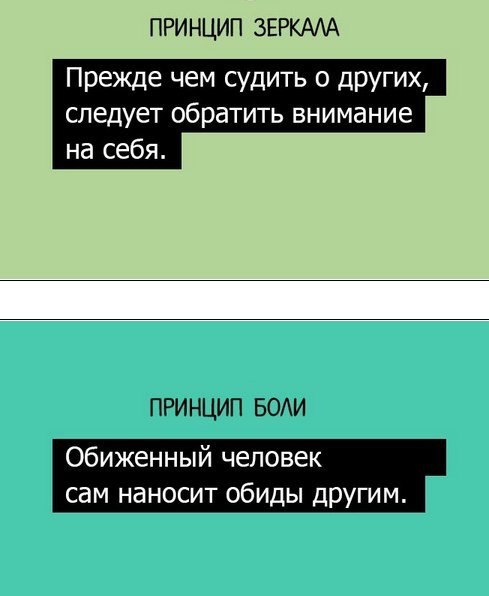 ПРИНЦИП ЗЕРКАЛА
Прежде чем судить о других,
следует обратить внимание
на себя.
ПРИНЦИП БОЛИ
Обиженный человек
сам наносит обиды другим.